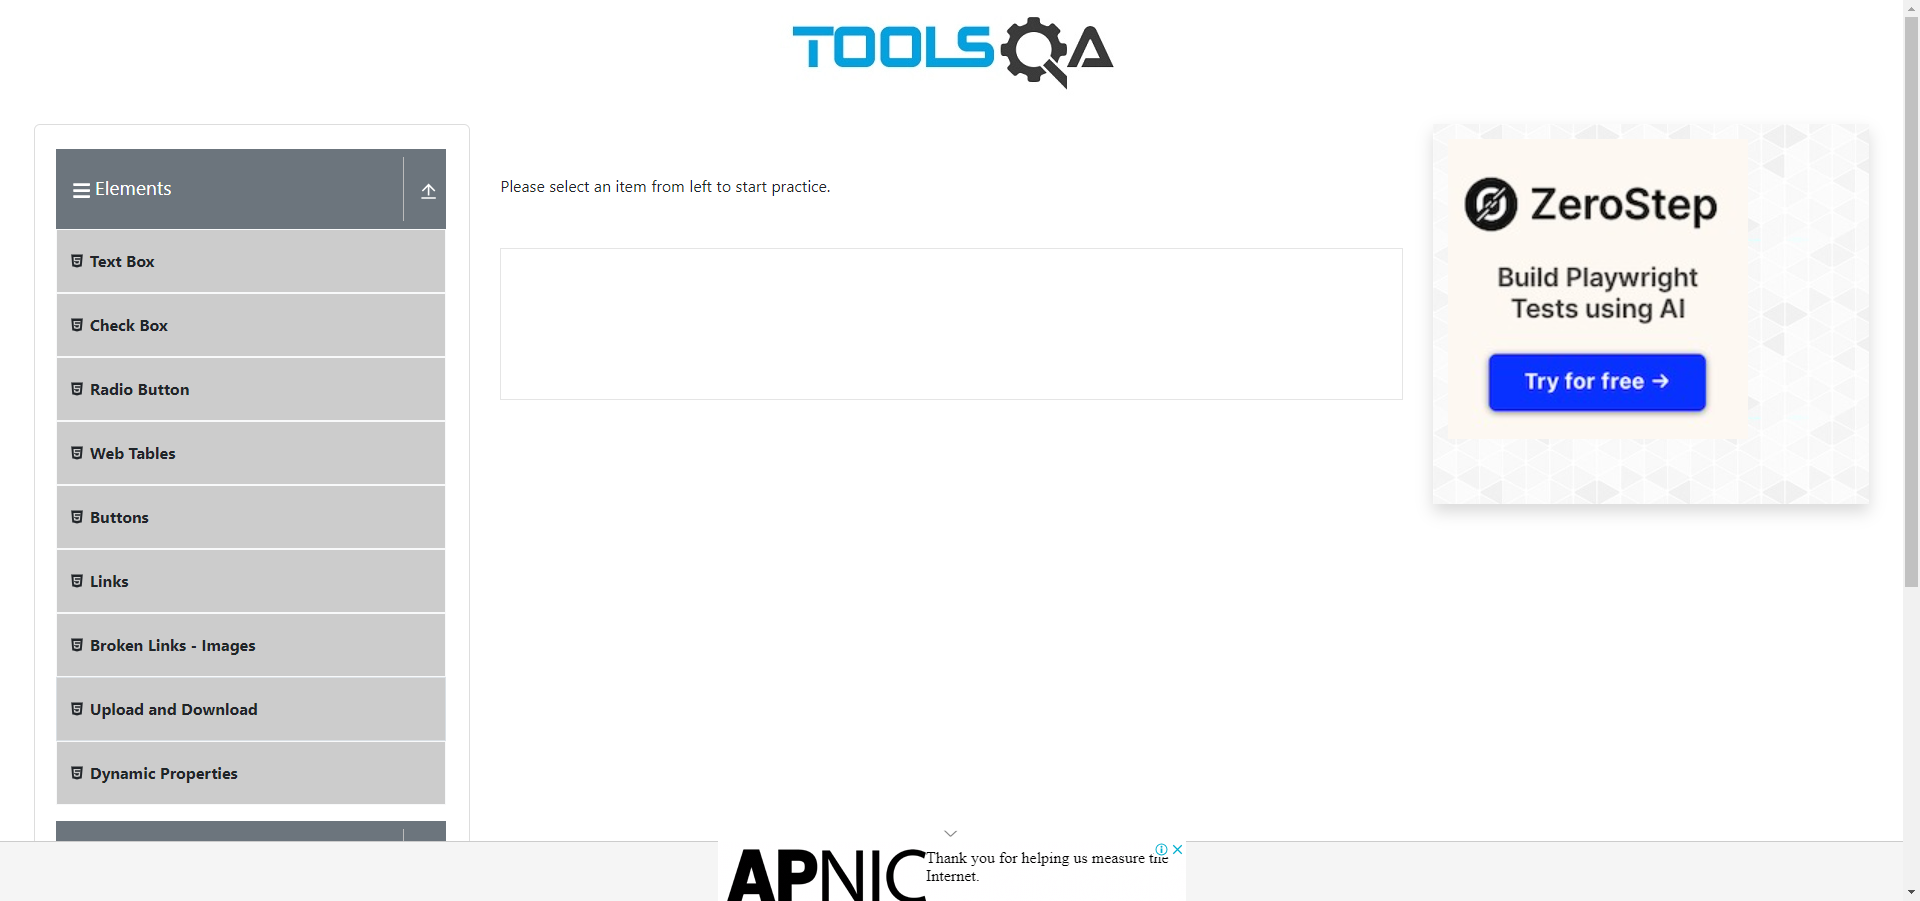 TOOLSQA
Elements
Text Box
Check Box
Radio Button
Web Tables
Buttons
Links
Broken Links - Images
Upload and Download
Dynamic Properties
Please select an item from left to start practice.
ZeroStep
Build Playwright
Tests using AI
Try for free →
APNIC
Thank you for helping us measure the
Internet.